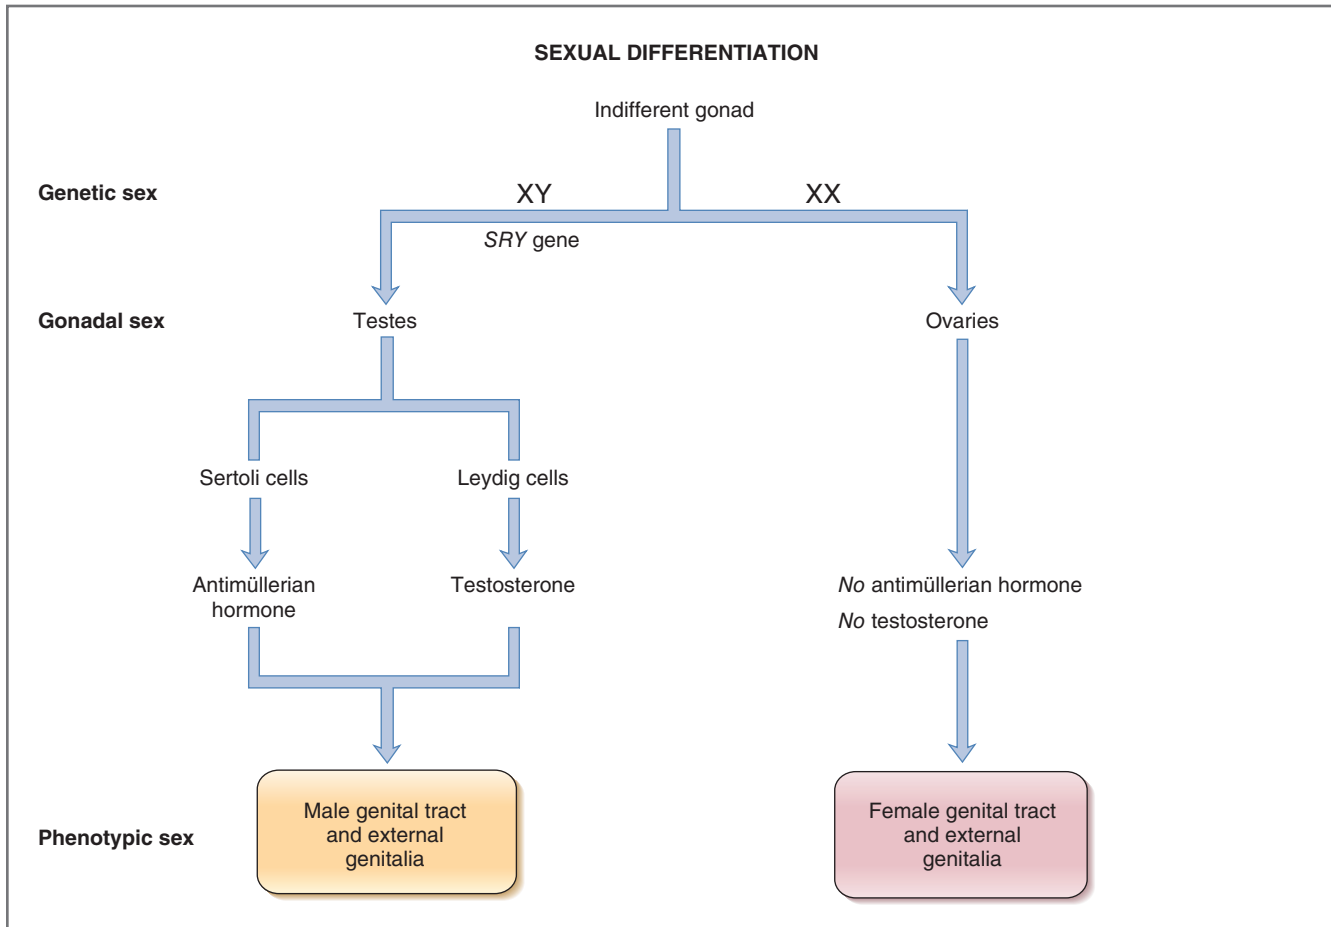 SEXUAL DIFFERENTIATION
Indifferent gonad
Genetic sex
XY
XX
SRY gene
Gonadal sex
Testes
Ovaries
Sertoli cells
Leydig cells
Antimüllerian
hormone
Testosterone
No antimüllerian hormone
No testosterone
Phenotypic sex
Male genital tract
and external
genitalia
Female genital tract
and external
genitalia